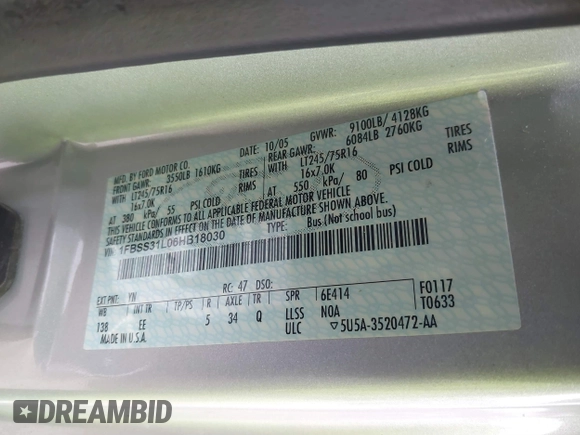 MFD. BY FORD MOTOR CO.
DATE: 10/05 GVWR: 9100LB/ 4128KG
FRONT GAWR: 3550LB 1610KG
REAR GAWR: 6084LB 2760KG
WITH LT245/75R16 TIRES
WITH LT245/75R16 TIRES
16x7.0K RIMS
16x7.0K RIMS
AT 380 kPa/ 55 PSI COLD
AT 550 kPa/ 80 PSI COLD
THIS VEHICLE CONFORMS TO ALL APPLICABLE FEDERAL MOTOR VEHICLE
SAFETY STANDARDS IN EFFECT ON THE DATE OF MANUFACTURE SHOWN ABOVE.
VIN: 1FBSS31L06HB18030
TYPE: Bus (Not school bus)
EXT PNT: YN RC: 47 DSO:
WB INT TR TP/PS R AXLE TR SPR 6E414 F0117
138 EE 5 34 Q LLSS N0A T0633
MADE IN U.S.A. ULC ▽5U5A-3520472-AA
DREAMBID